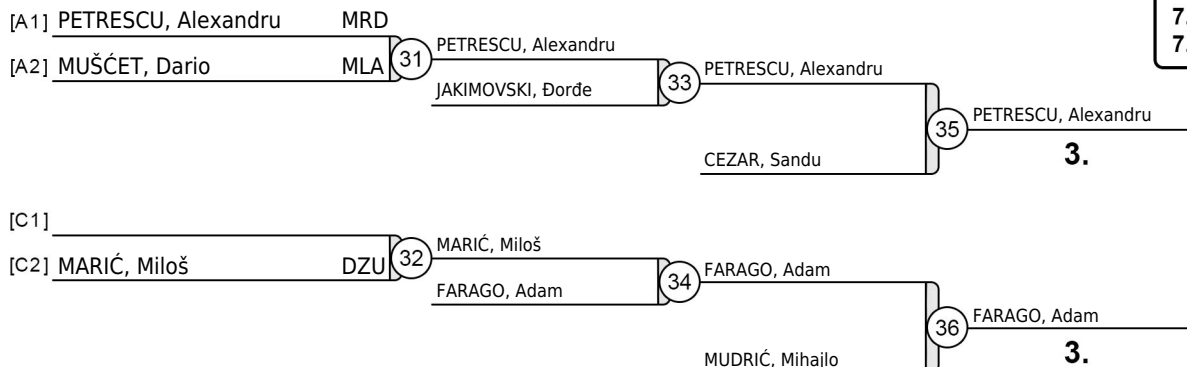 [A1] PETRESCU, Alexandru MRD
[A2] MUŠĆET, Dario MLA
31
PETRESCU, Alexandru
JAKIMOVSKI, Đorđe
33
PETRESCU, Alexandru
CEZAR, Sandu
35
PETRESCU, Alexandru
3.
7.
7.
[C1]
[C2] MARIĆ, Miloš DZU
32
MARIĆ, Miloš
FARAGO, Adam
34
FARAGO, Adam
MUDRIĆ, Mihajlo
36
FARAGO, Adam
3.